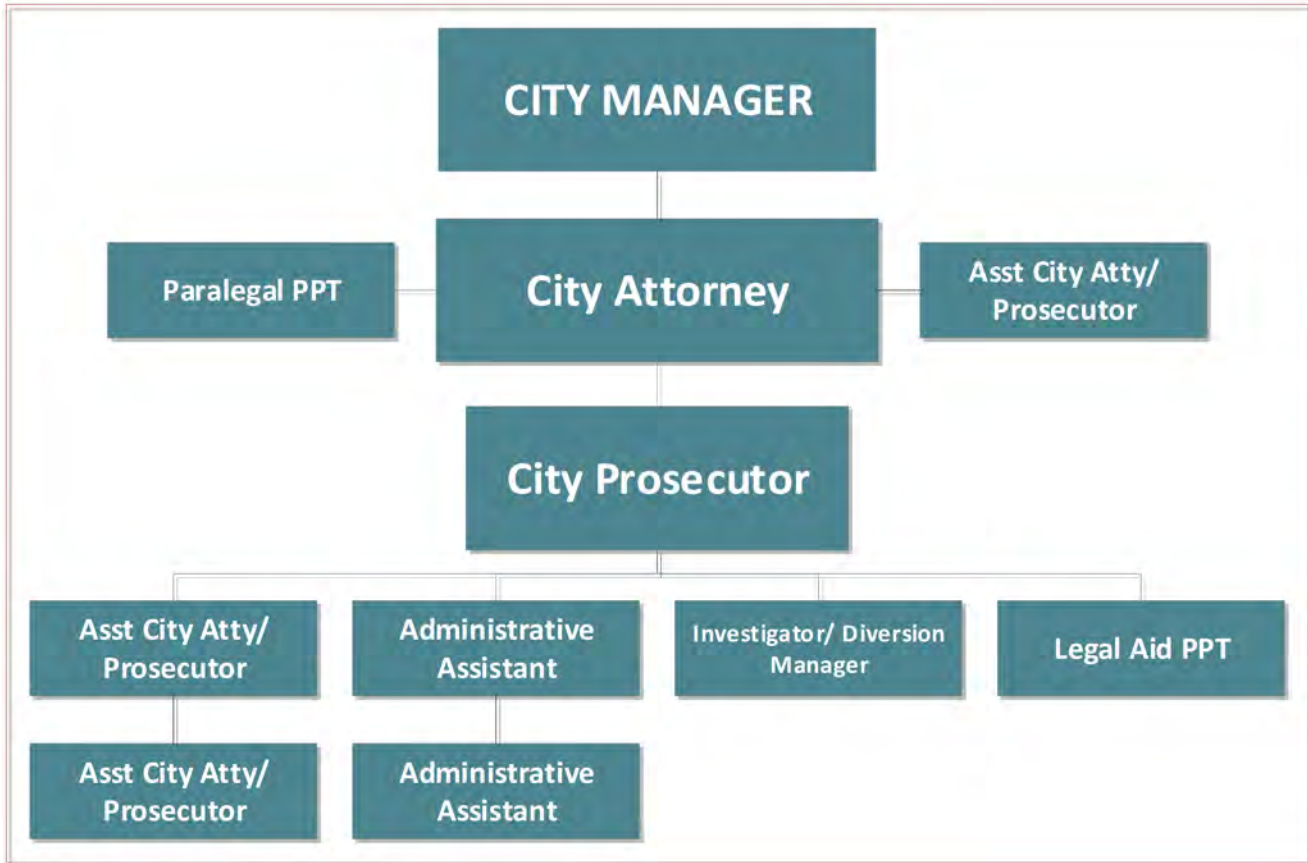 CITY MANAGER
Paralegal PPT
City Attorney
Asst City Atty/
Prosecutor
City Prosecutor
Asst City Atty/
Prosecutor
Administrative
Assistant
Investigator/ Diversion
Manager
Legal Aid PPT
Asst City Atty/
Prosecutor
Administrative
Assistant